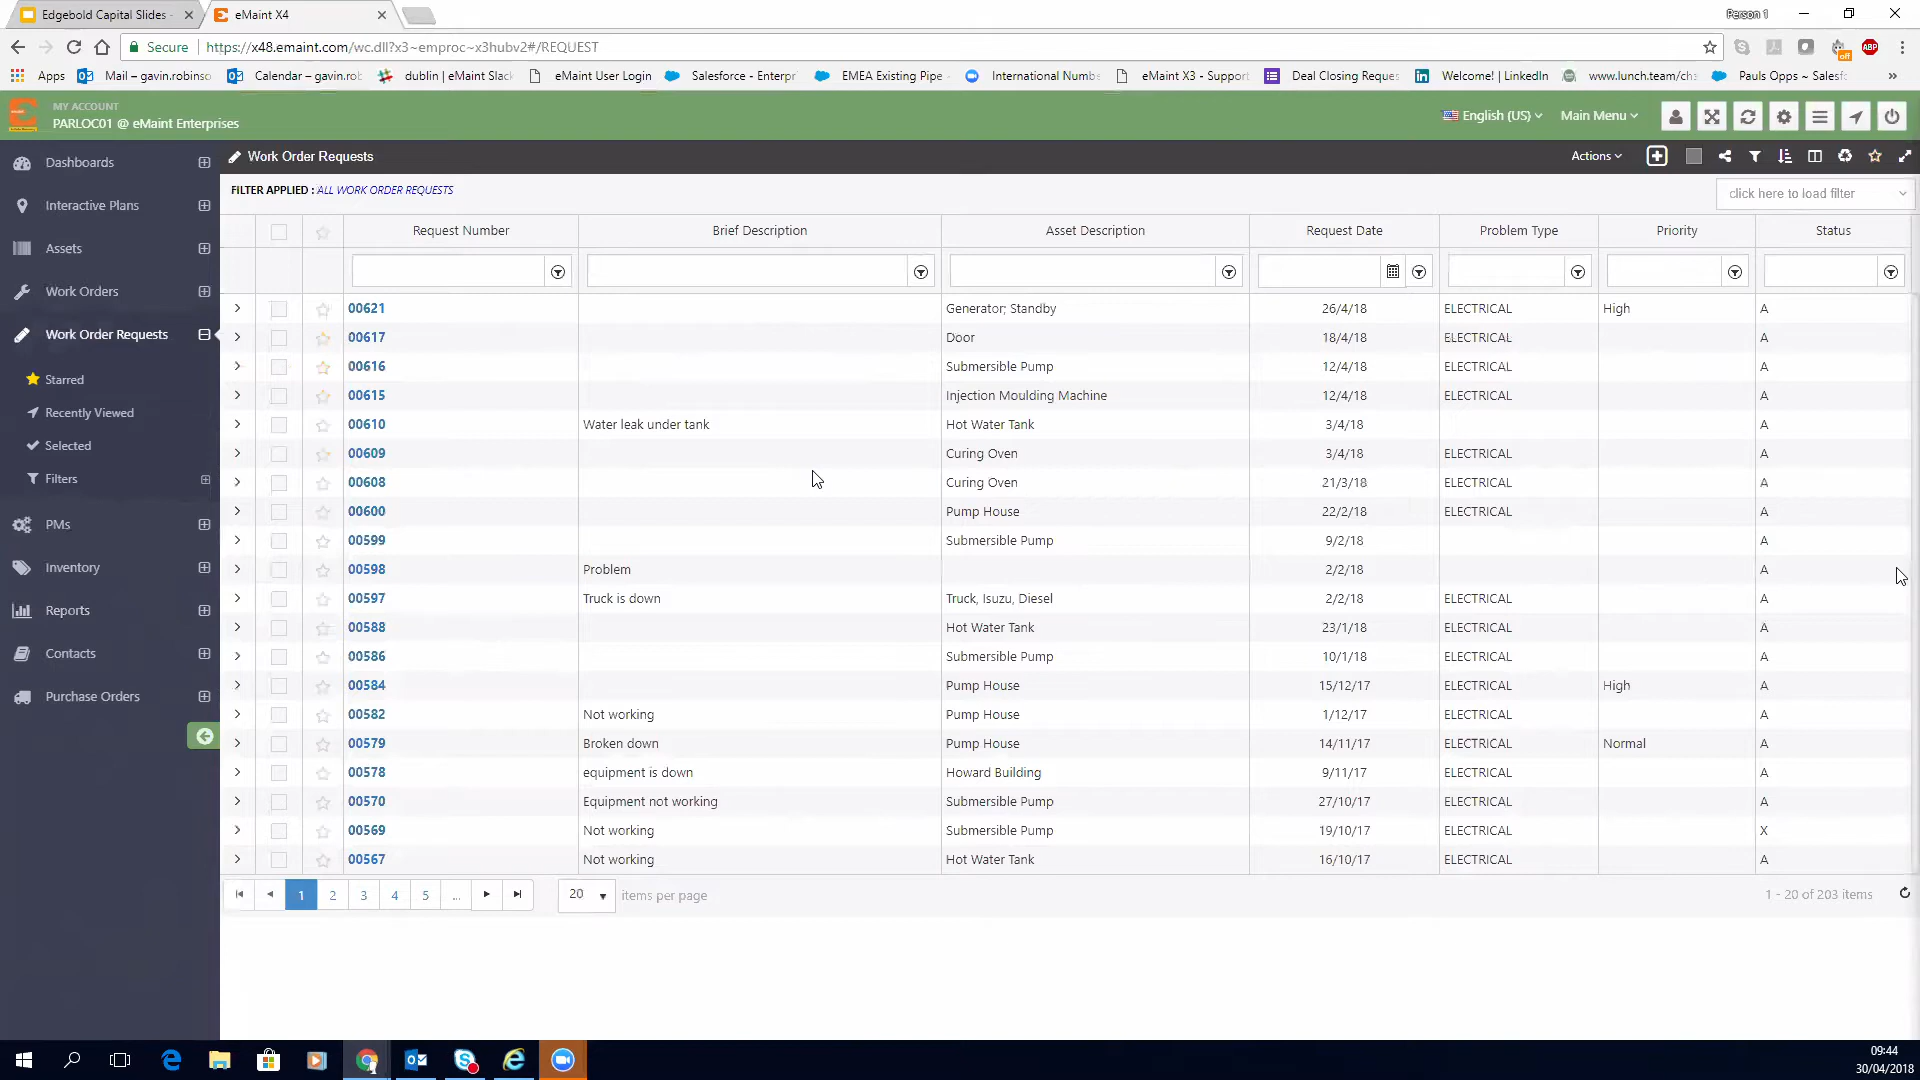 Edgebold Capital Slides -
eMaint X4
Person 1
Secure
https://x48.emaint.com/wc.dll?x3~emproc~x3hubv2#/REQUEST
Apps
Mail – gavin.robinso
Calendar – gavin.rob
dublin | eMaint Slack
eMaint User Login
Salesforce - Enterpr
EMEA Existing Pipe
International Numb
eMaint X3 - Support
Deal Closing Reque
Welcome! | LinkedIn
www.lunch.team/ch
Pauls Opps ~ Salesf
MY ACCOUNT
PARLOC01 @ eMaint Enterprises
English (US)
Main Menu
Dashboards
Interactive Plans
Assets
Work Orders
Work Order Requests
Starred
Recently Viewed
Selected
Filters
PMs
Inventory
Reports
Contacts
Purchase Orders
Work Order Requests
Actions
FILTER APPLIED : ALL WORK ORDER REQUESTS
click here to load filter
Request Number Brief Description Asset Description Request Date Problem Type Priority Status
00621 Generator; Standby 26/4/18 ELECTRICAL High A
00617 Door 18/4/18 ELECTRICAL A
00616 Submersible Pump 12/4/18 ELECTRICAL A
00615 Injection Moulding Machine 12/4/18 ELECTRICAL A
00610 Water leak under tank Hot Water Tank 3/4/18 A
00609 Curing Oven 3/4/18 ELECTRICAL A
00608 Curing Oven 21/3/18 ELECTRICAL A
00600 Pump House 22/2/18 ELECTRICAL A
00599 Submersible Pump 9/2/18 A
00598 Problem 2/2/18 A
00597 Truck is down Truck, Isuzu, Diesel 2/2/18 ELECTRICAL A
00588 Hot Water Tank 23/1/18 ELECTRICAL A
00586 Submersible Pump 10/1/18 ELECTRICAL A
00584 Pump House 15/12/17 ELECTRICAL High A
00582 Not working Pump House 1/12/17 ELECTRICAL A
00579 Broken down Pump House 14/11/17 ELECTRICAL Normal A
00578 equipment is down Howard Building 9/11/17 ELECTRICAL A
00570 Equipment not working Submersible Pump 27/10/17 ELECTRICAL A
00569 Not working Submersible Pump 19/10/17 ELECTRICAL X
00567 Not working Hot Water Tank 16/10/17 ELECTRICAL A
1 2 3 4 5 ... 20 items per page
1 - 20 of 203 items
09:44
30/04/2018